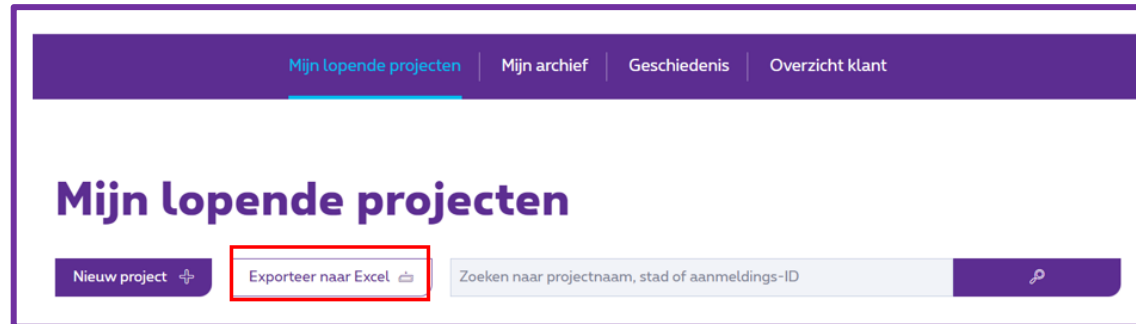 Mijn lopende projecten Mijn archief Geschiedenis Overzicht klant
Mijn lopende projecten
Nieuw project Exporteer naar Excel Zoeken naar projectnaam, stad of aanmeldings-ID